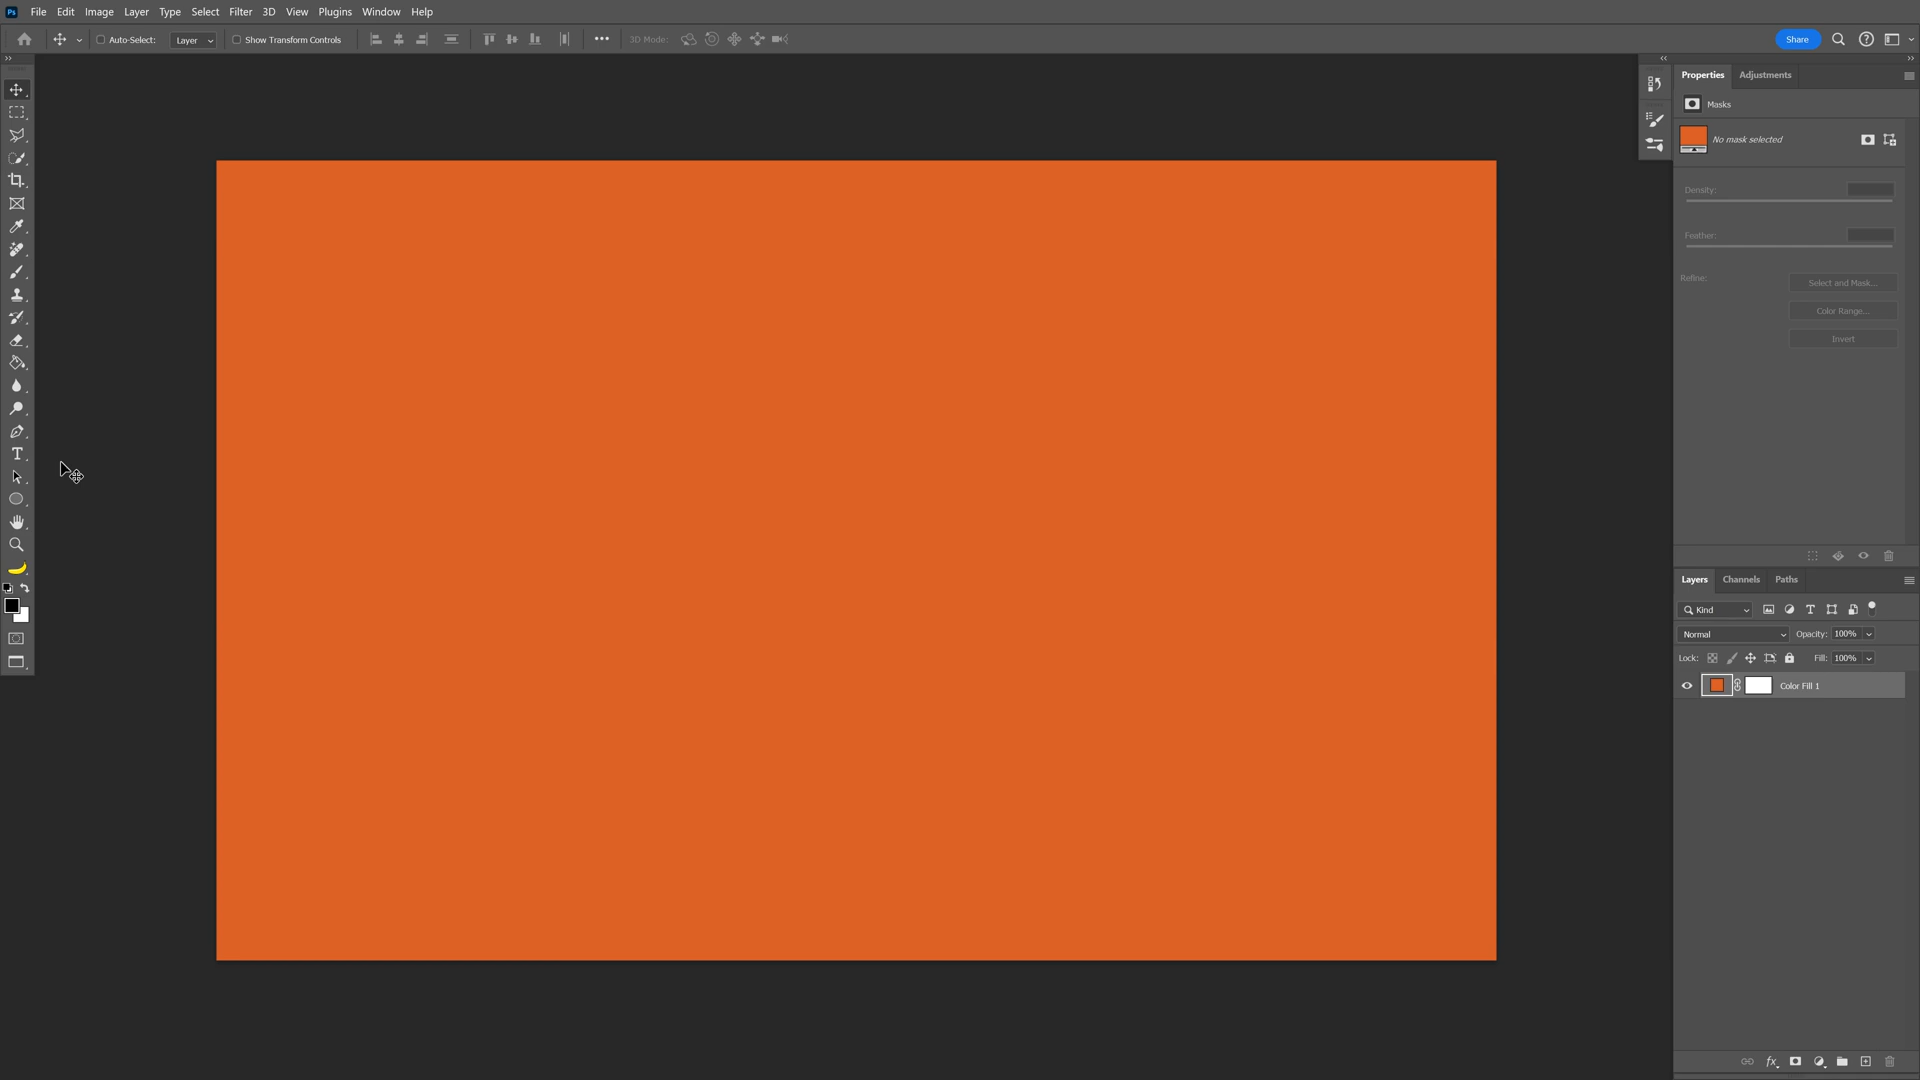 Ps File Edit Image Layer Type Select Filter 3D View Plugins Window Help
Auto-Select: Layer Show Transform Controls 3D Mode: Share
Properties Adjustments
Masks
No mask selected
Density:
Feather:
Refine:
Select and Mask...
Color Range...
Invert
Layers Channels Paths
Kind
Normal Opacity: 100%
Lock: Fill: 100%
Color Fill 1
fx